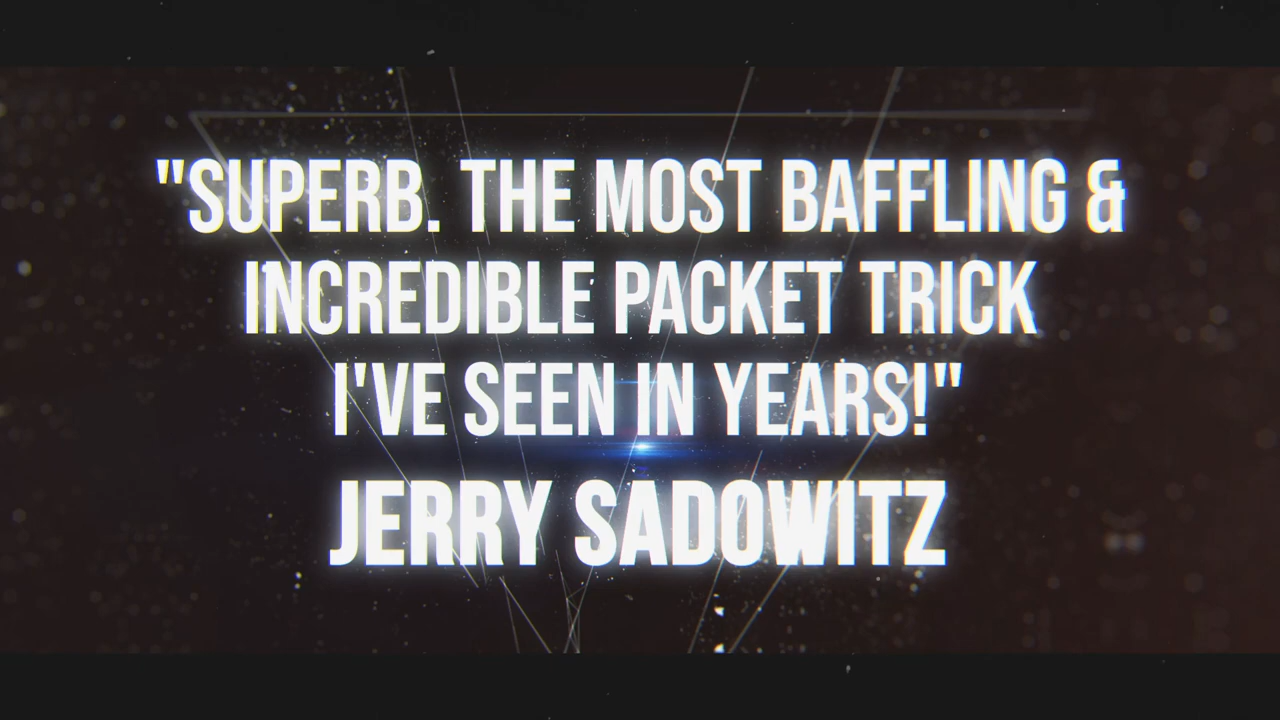 "SUPERB. THE MOST BAFFLING &
INCREDIBLE PACKET TRICK
I'VE SEEN IN YEARS!"
JERRY SADOWITZ